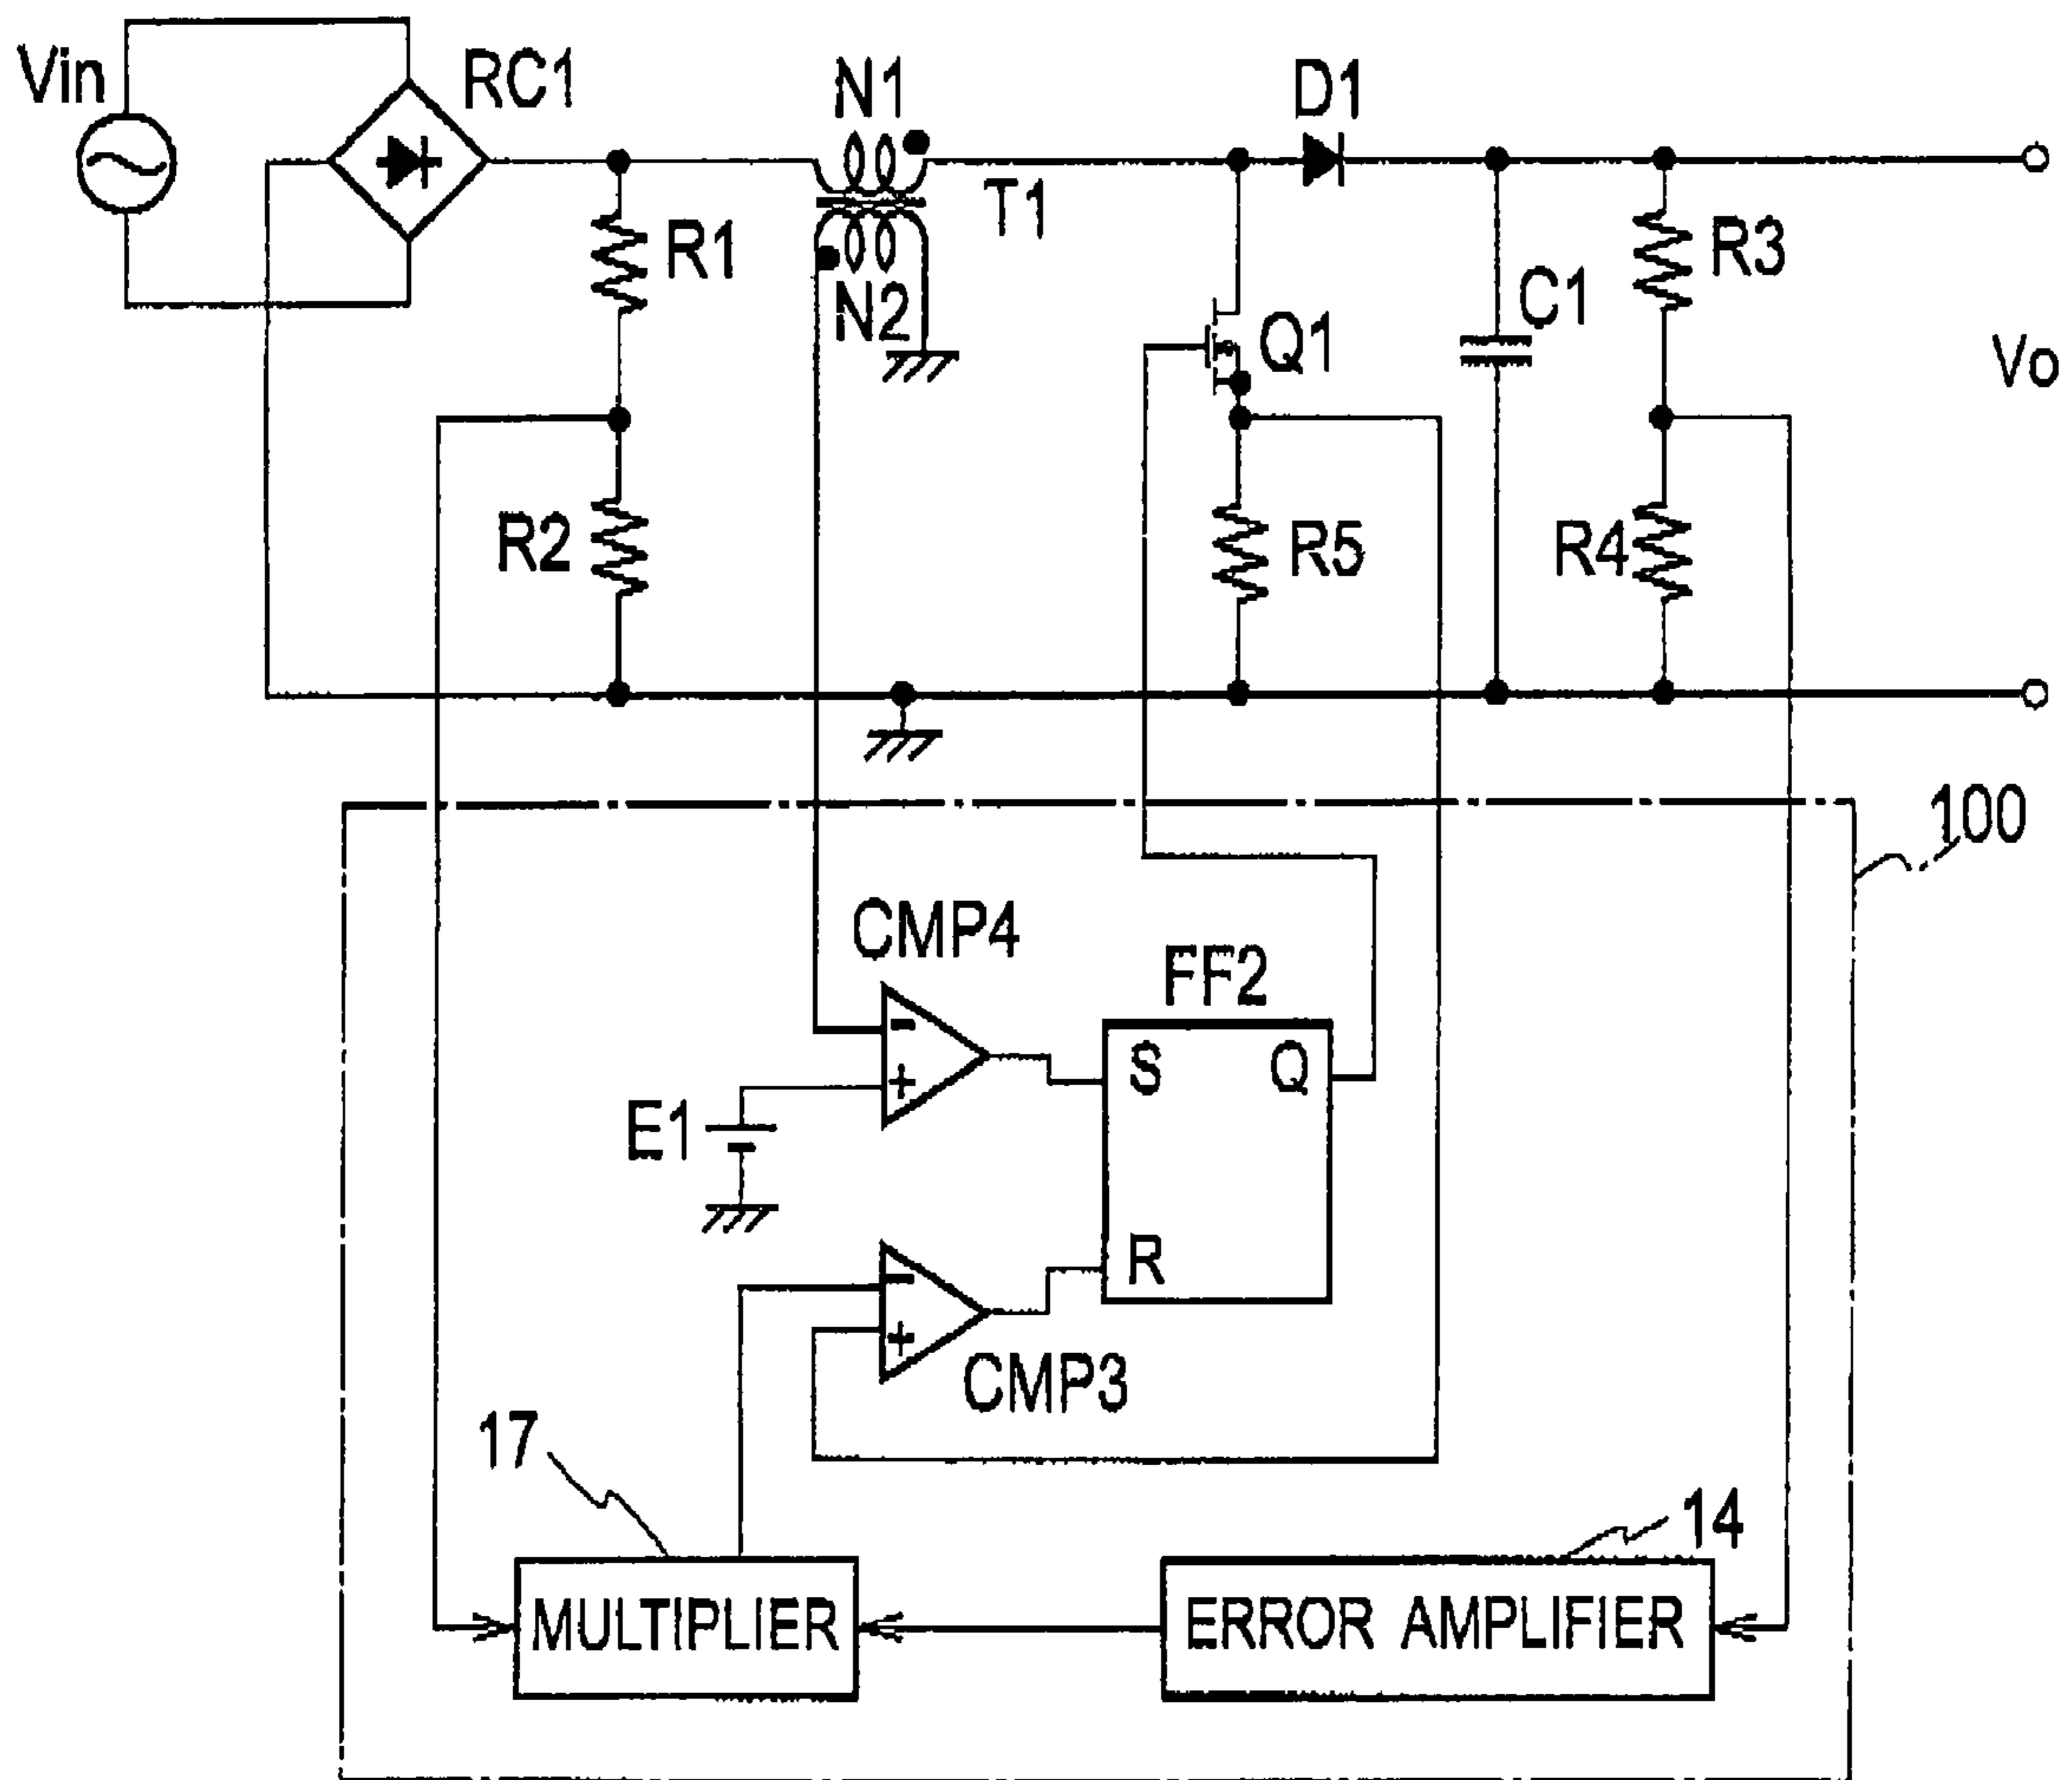 Vin
RC1
N1
D1
T1
R1
N2
Q1
C1
R3
Vo
R2
R5
R4
100
CMP4
FF2
-
+
S
Q
E1
R
-
+
CMP3
17
14
MULTIPLIER
ERROR AMPLIFIER